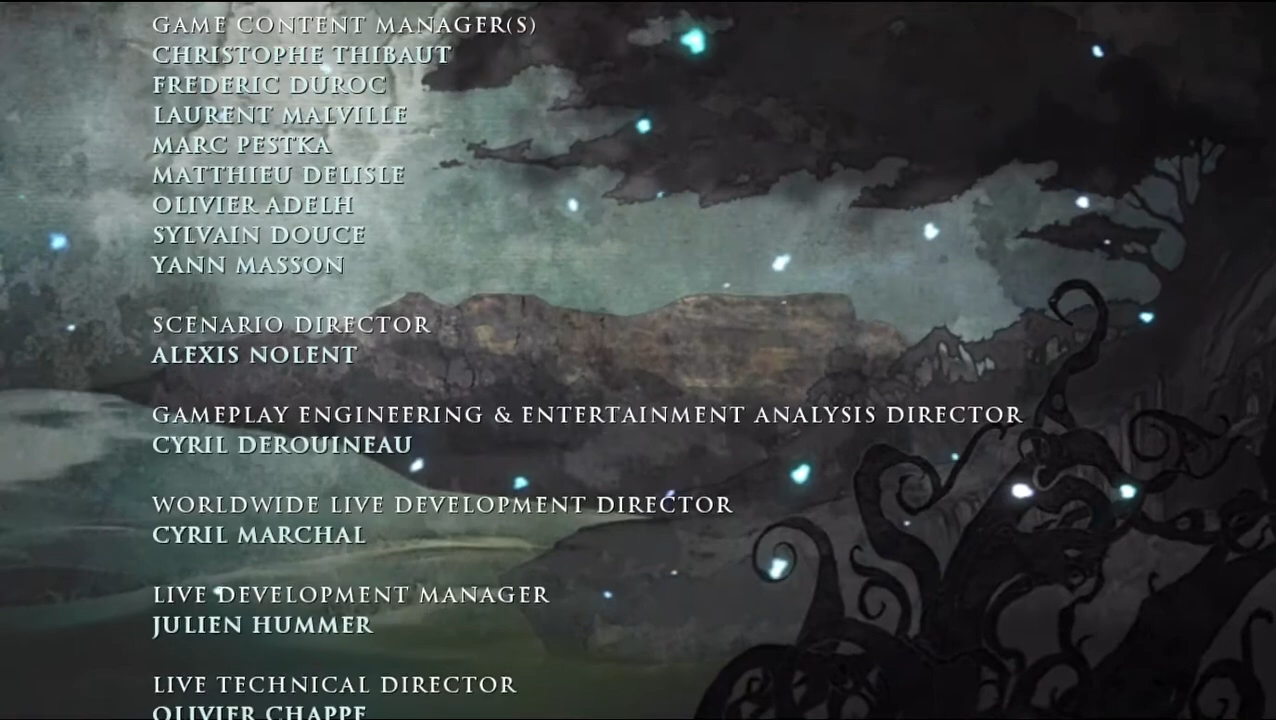 GAME CONTENT MANAGER(S)
CHRISTOPHE THIBAUT
FREDERIC DUROC
LAURENT MALVILLE
MARC PESTKA
MATTHIEU DELISLE
OLIVIER ADELH
SYLVAIN DOUCE
YANN MASSON
SCENARIO DIRECTOR
ALEXIS NOLENT
GAMEPLAY ENGINEERING & ENTERTAINMENT ANALYSIS DIRECTOR
CYRIL DEROUINEAU
WORLDWIDE LIVE DEVELOPMENT DIRECTOR
CYRIL MARCHAL
LIVE DEVELOPMENT MANAGER
JULIEN HUMMER
LIVE TECHNICAL DIRECTOR
OLIVIER CHAPPE